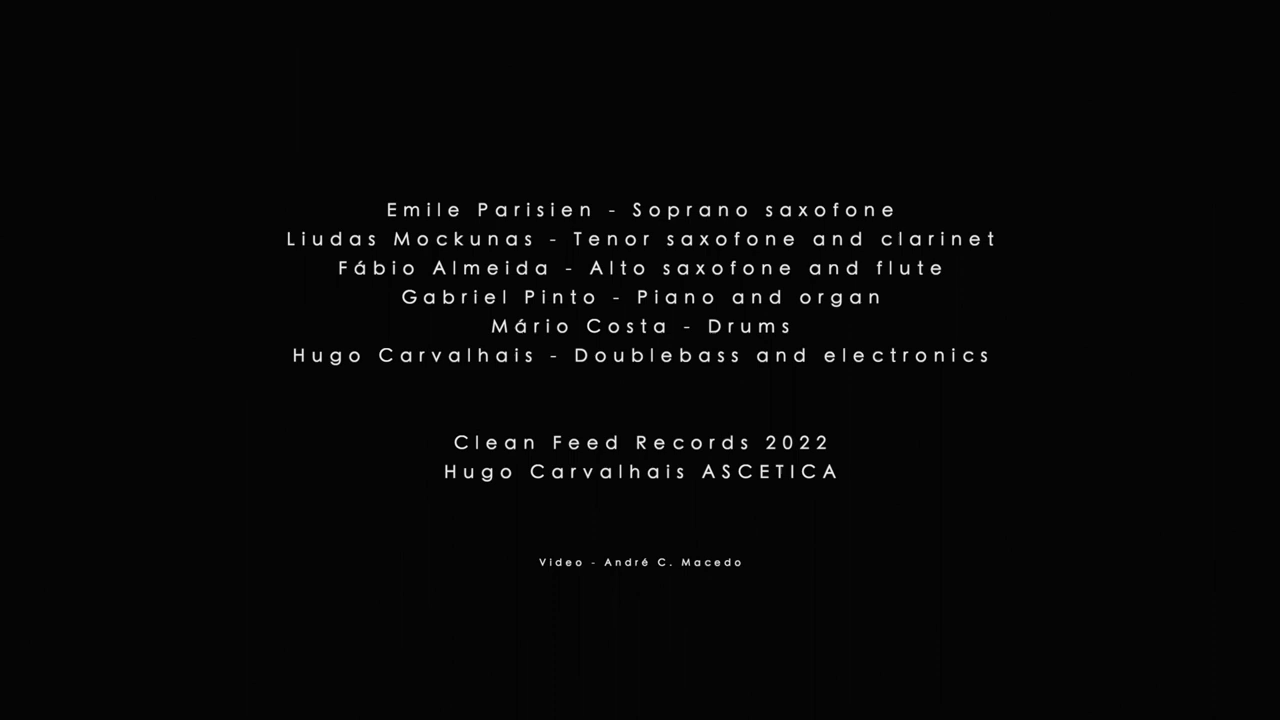 Emile Parisien - Soprano saxofone
Liudas Mockunas - Tenor saxofone and clarinet
Fábio Almeida - Alto saxofone and flute
Gabriel Pinto - Piano and organ
Mário Costa - Drums
Hugo Carvalhais - Doublebass and electronics
Clean Feed Records 2022
Hugo Carvalhais ASCETICA
Video - André C. Macedo